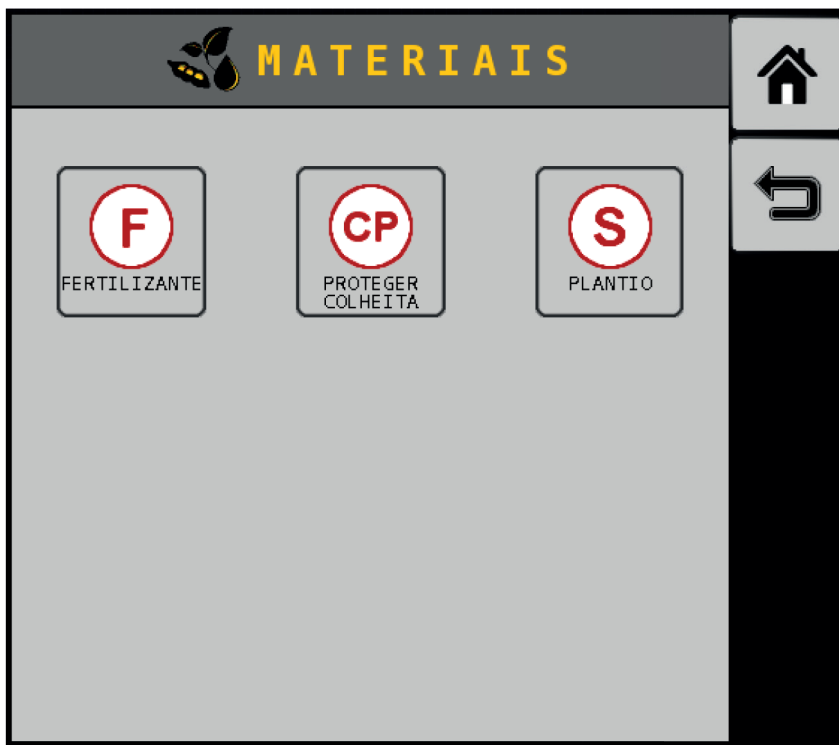 MATERIAIS
F
FERTILIZANTE
CP
PROTEGER
COLHEITA
S
PLANTIO